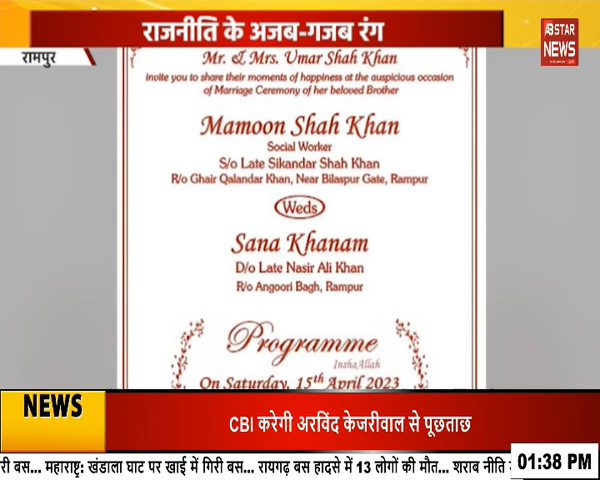 राजनीति के अजब-गजब रंग
STAR
NEWS
रामपुर
Mr. & Mrs. Umar Shah Khan
invite you to share their moments of happiness at the auspicious occasion
of Marriage Ceremony of her beloved Brother
Mamoon Shah Khan
Social Worker
S/o Late Sikandar Shah Khan
R/o Ghair Qalandar Khan, Near Bilaspur Gate, Rampur
Weds
Sana Khanam
D/o Late Nasir Ali Khan
R/o Angoori Bagh, Rampur
Programme
InshaAllah
On Saturday, 15th April 2023
NEWS
CBI करेगी अरविंद केजरीवाल से पूछताछ
री बस... महाराष्ट्र: खंडाला घाट पर खाई में गिरी बस... रायगढ़ बस हादसे में 13 लोगों की मौत... शराब नीति
01:38 PM